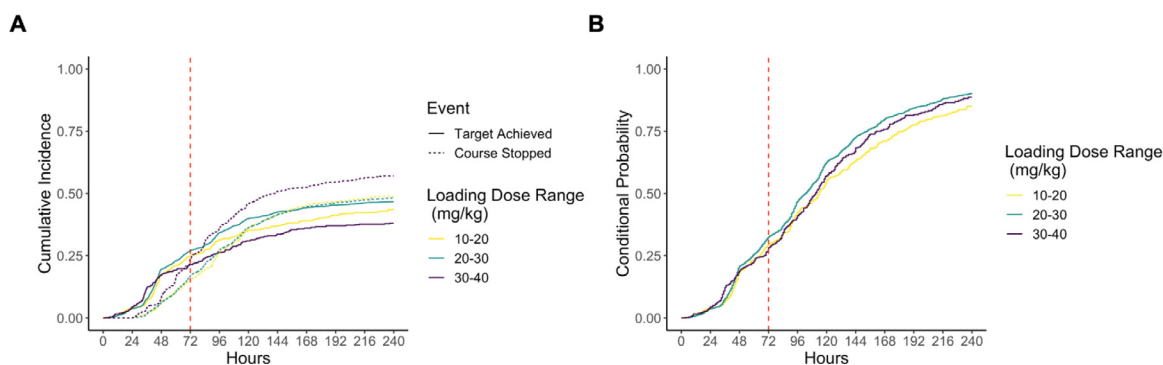 A
Cumulative Incidence
1.00
0.75
0.50
0.25
0.00
0 24 48 72 96 120 144 168 192 216 240
Hours
Event
Target Achieved
Course Stopped
Loading Dose Range
(mg/kg)
10-20
20-30
30-40
B
Conditional Probability
1.00
0.75
0.50
0.25
0.00
0 24 48 72 96 120 144 168 192 216 240
Hours
Loading Dose Range
(mg/kg)
10-20
20-30
30-40